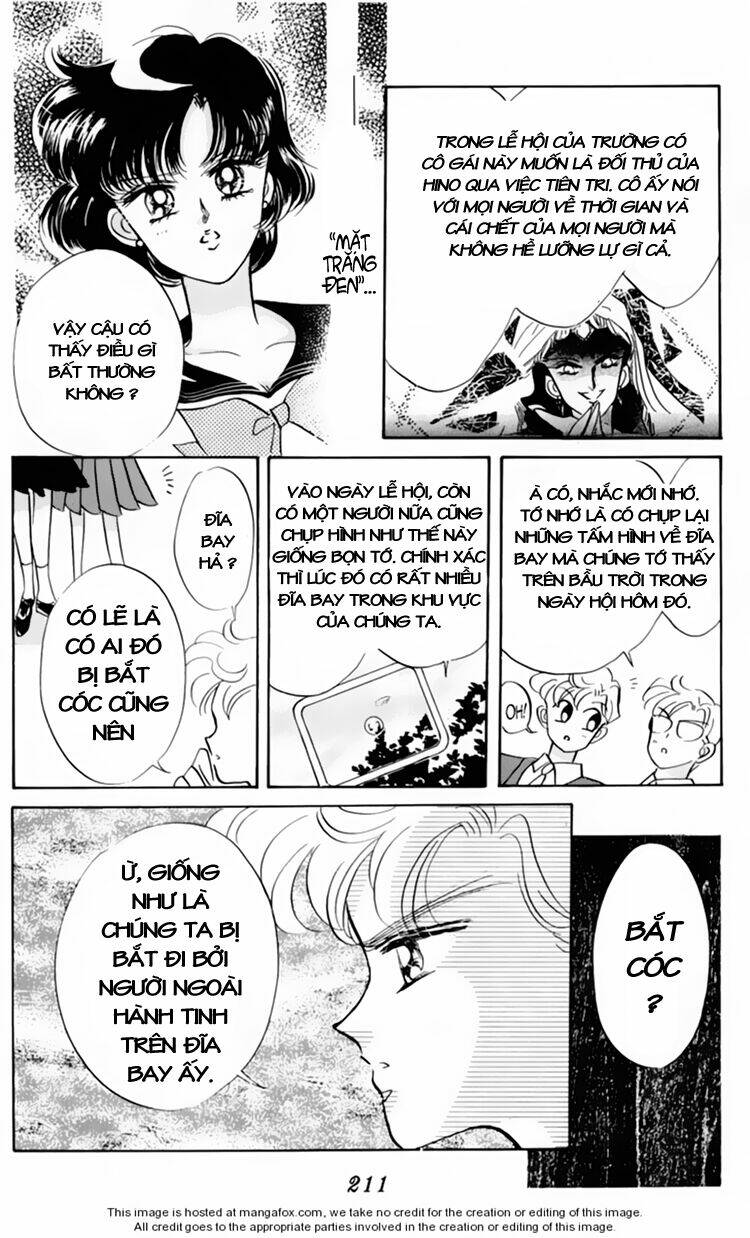 TRONG LỄ HỘI CỦA TRƯỜNG CÓ
CÔ GÁI NÀY MUỐN LÀ ĐỐI THỦ CỦA
HINO QUA VIỆC TIÊN TRI. CÔ ẤY NÓI
VỚI MỌI NGƯỜI VỀ THỜI GIAN VÀ
CÁI CHẾT CỦA MỌI NGƯỜI MÀ
KHÔNG HỀ LƯỠNG LỰ GÌ CẢ.
"MẶT
TRĂNG
ĐEN"...
VẬY CẬU CÓ
THẤY ĐIỀU GÌ
BẤT THƯỜNG
KHÔNG ?
À CÓ, NHẮC MỚI NHỚ.
TỚ NHỚ LÀ CÓ CHỤP LẠI
NHỮNG TẤM HÌNH VỀ ĐĨA
BAY MÀ CHÚNG TỚ THẤY
TRÊN BẦU TRỜI TRONG
NGÀY HỘI HÔM ĐÓ.
OH!
VÀO NGÀY LỄ HỘI, CÒN
CÓ MỘT NGƯỜI NỮA CŨNG
CHỤP HÌNH NHƯ THẾ NÀY
GIỐNG BỌN TỚ. CHÍNH XÁC
THÌ LÚC ĐÓ CÓ RẤT NHIỀU
ĐĨA BAY TRONG KHU VỰC
CỦA CHÚNG TA.
ĐĨA
BAY
HẢ ?
CÓ LẼ LÀ
CÓ AI ĐÓ
BỊ BẮT
CÓC CŨNG
NÊN
BẮT
CÓC
?
Ừ, GIỐNG
NHƯ LÀ
CHÚNG TA BỊ
BẮT ĐI BỞI
NGƯỜI NGOÀI
HÀNH TINH
TRÊN ĐĨA
BAY ẤY.
211
This image is hosted at mangafox.com, we take no credit for the creation or editing of this image.
All credit goes to the appropriate parties involved in the creation or editing of this image.